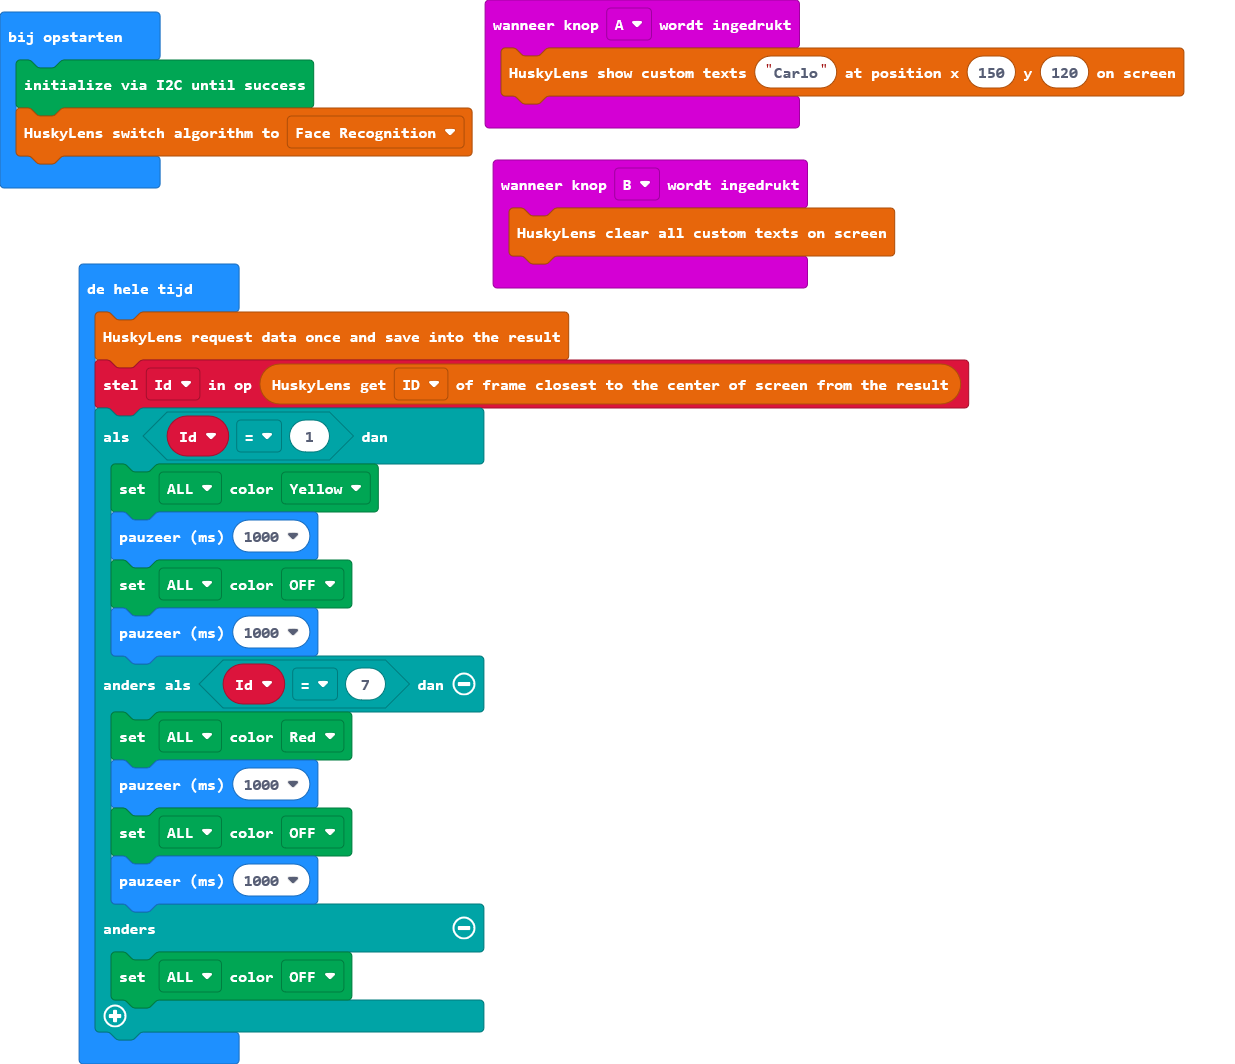 bij opstarten
initialize via I2C until success
HuskyLens switch algorithm to Face Recognition
wanneer knop A wordt ingedrukt
HuskyLens show custom texts "Carlo" at position x 150 y 120 on screen
wanneer knop B wordt ingedrukt
HuskyLens clear all custom texts on screen
de hele tijd
HuskyLens request data once and save into the result
stel Id in op HuskyLens get ID of frame closest to the center of screen from the result
als Id = 1 dan
set ALL color Yellow
pauzeer (ms) 1000
set ALL color OFF
pauzeer (ms) 1000
anders als Id = 7 dan
set ALL color Red
pauzeer (ms) 1000
set ALL color OFF
pauzeer (ms) 1000
anders
set ALL color OFF